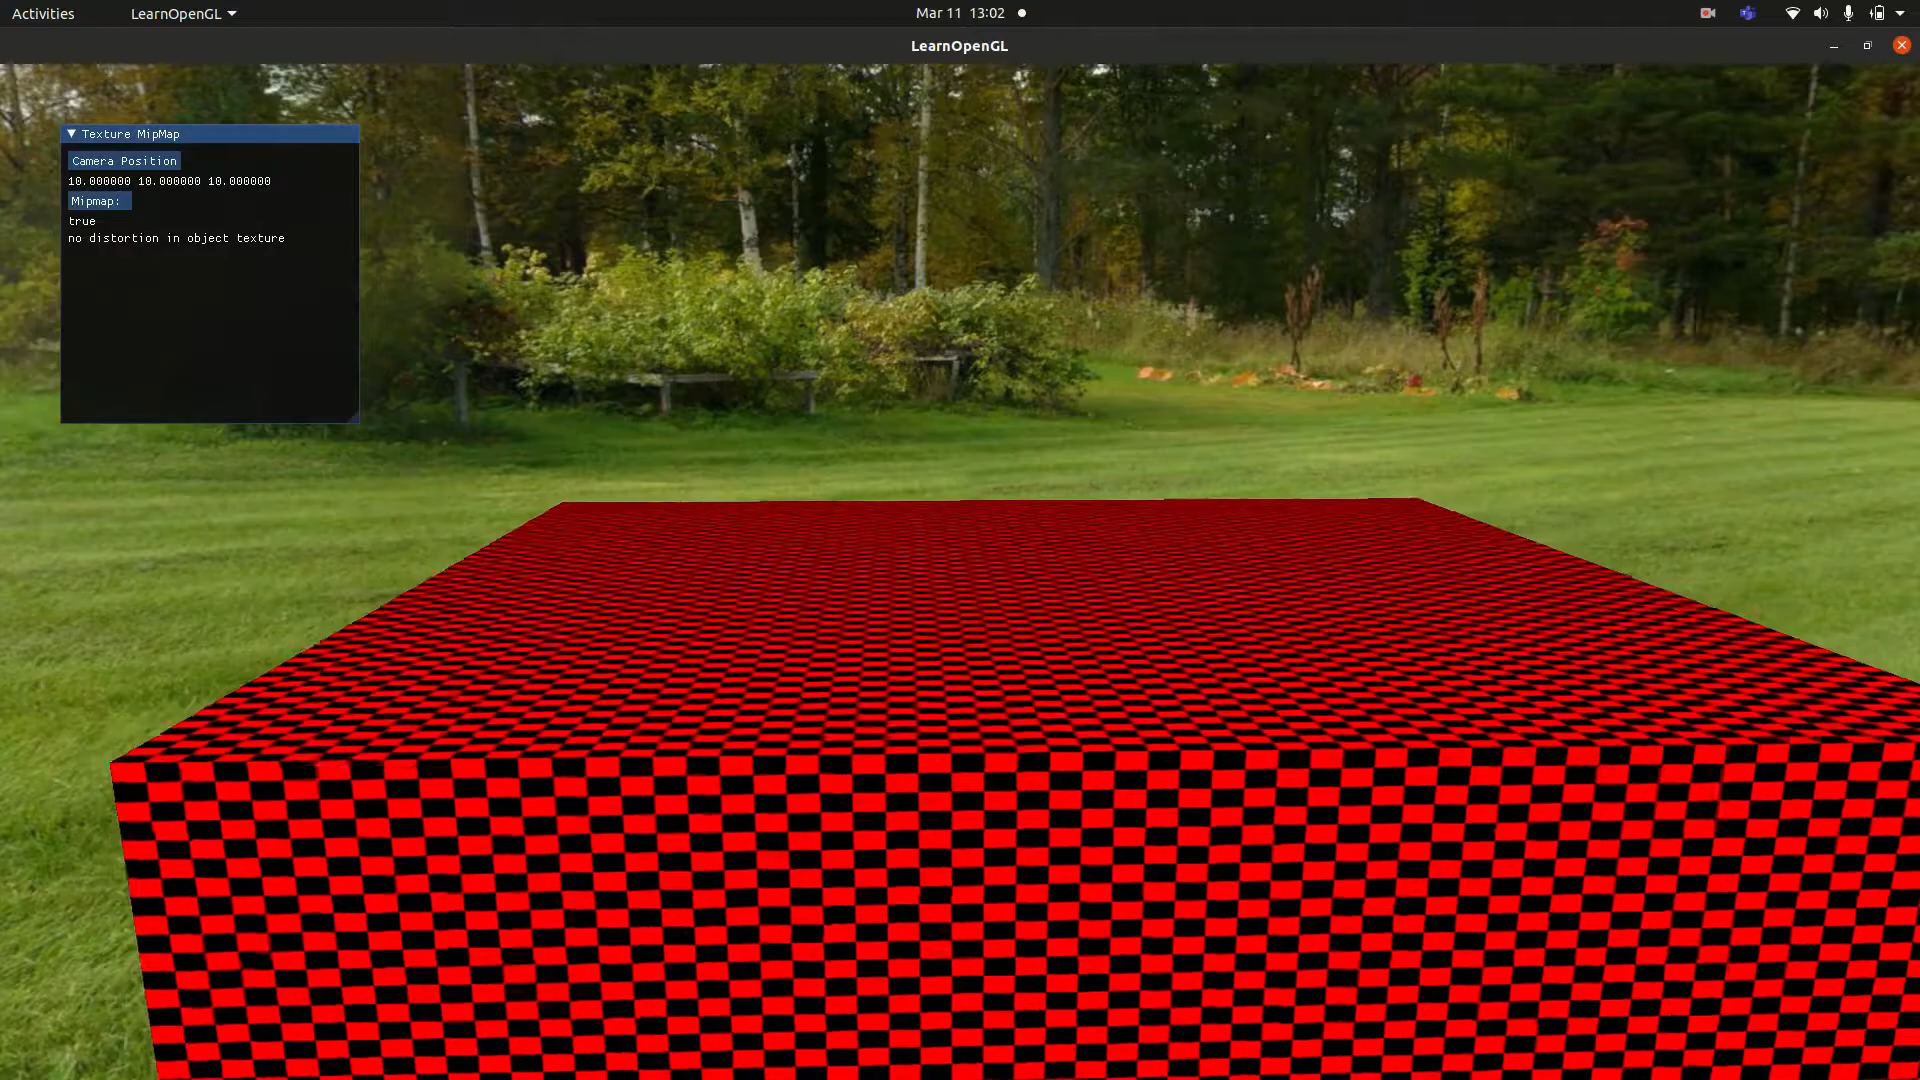 Activities LearnOpenGL Mar 11 13:02
LearnOpenGL
Texture MipMap
Camera Position
10.000000 10.000000 10.000000
Mipmap:
true
no distortion in object texture